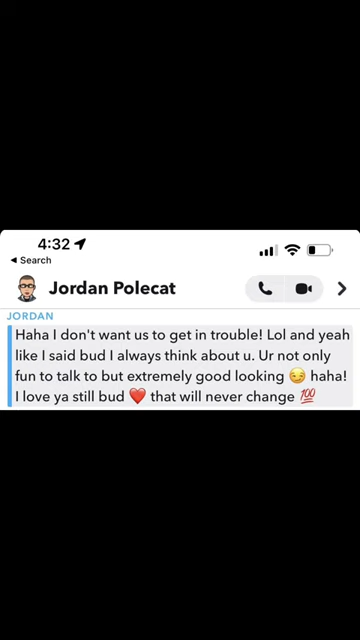 4:32
◀ Search
Jordan Polecat
JORDAN
Haha I don't want us to get in trouble! Lol and yeah
like I said bud I always think about u. Ur not only
fun to talk to but extremely good looking 😏 haha!
I love ya still bud ❤️ that will never change 💯